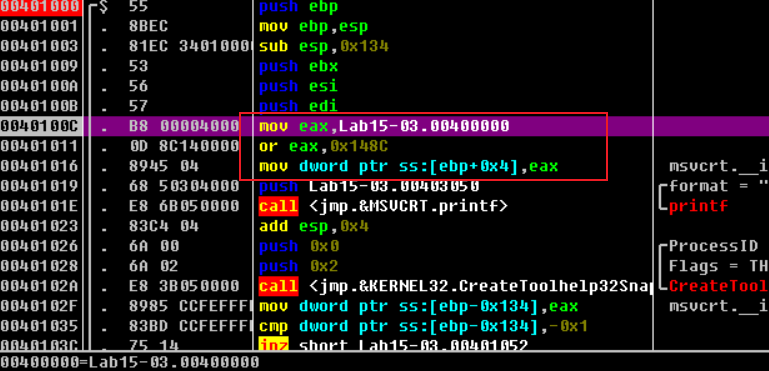 00401000 ┌$ 55 push ebp
00401001 . 8BEC mov ebp,esp
00401003 . 81EC 34010000 sub esp,0x134
00401009 . 53 push ebx
0040100A . 56 push esi
0040100B . 57 push edi
0040100C . B8 00004000 mov eax,Lab15-03.00400000
00401011 . 0D 8C140000 or eax,0x148C
00401016 . 8945 04 mov dword ptr ss:[ebp+0x4],eax msvcrt.__i
00401019 . 68 50304000 push Lab15-03.00403050 ┌format = "
0040101E . E8 6B050000 call <jmp.&MSVCRT.printf> └printf
00401023 . 83C4 04 add esp,0x4
00401026 . 6A 00 push 0x0 ┌ProcessID
00401028 . 6A 02 push 0x2 Flags = TH
0040102A . E8 3B050000 call <jmp.&KERNEL32.CreateToolhelp32Snap └CreateTool
0040102F . 8985 CCFEFFFF mov dword ptr ss:[ebp-0x134],eax msvcrt.__i
00401035 . 83BD CCFEFFFF cmp dword ptr ss:[ebp-0x134],-0x1
0040103C . 75 14 jnz short Lab15-03.00401052
00400000=Lab15-03.00400000